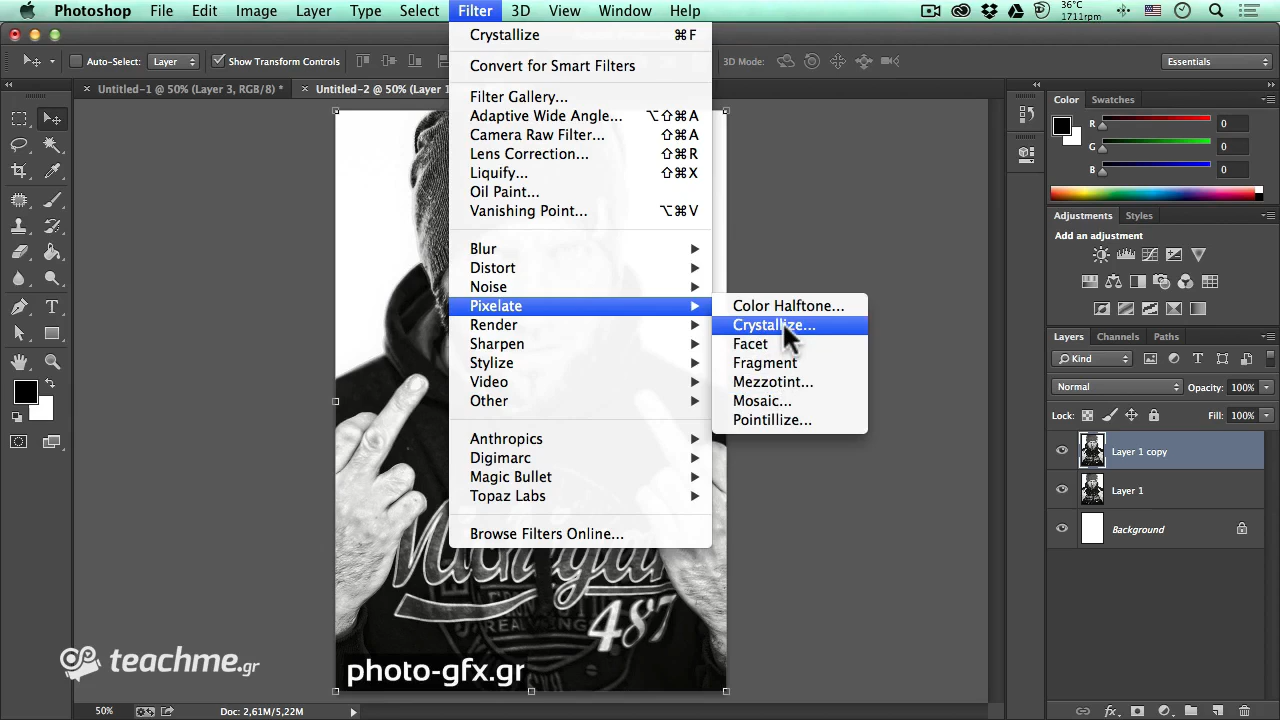 Photoshop File Edit Image Layer Type Select Filter 3D View Window Help
36°C
1711rpm
Auto-Select: Layer Show Transform Controls 3D Mode: Essentials
Untitled-1 @ 50% (Layer 3, RGB/8) * Untitled-2 @ 50% (Layer 1
Crystallize ⌘F
Convert for Smart Filters
Filter Gallery...
Adaptive Wide Angle... ⌥⇧⌘A
Camera Raw Filter... ⇧⌘A
Lens Correction... ⇧⌘R
Liquify... ⇧⌘X
Oil Paint...
Vanishing Point... ⌥⌘V
Blur
Distort
Noise
Pixelate
Render
Sharpen
Stylize
Video
Other
Anthropics
Digimarc
Magic Bullet
Topaz Labs
Browse Filters Online...
Color Halftone...
Crystallize...
Facet
Fragment
Mezzotint...
Mosaic...
Pointillize...
Color Swatches
R 0
G 0
B 0
Adjustments Styles
Add an adjustment
Layers Channels Paths
Kind
Normal Opacity: 100%
Lock: Fill: 100%
Layer 1 copy
Layer 1
Background
Michigan
487
teachme.gr
photo-gfx.gr
50% Doc: 2,61M/5,22M